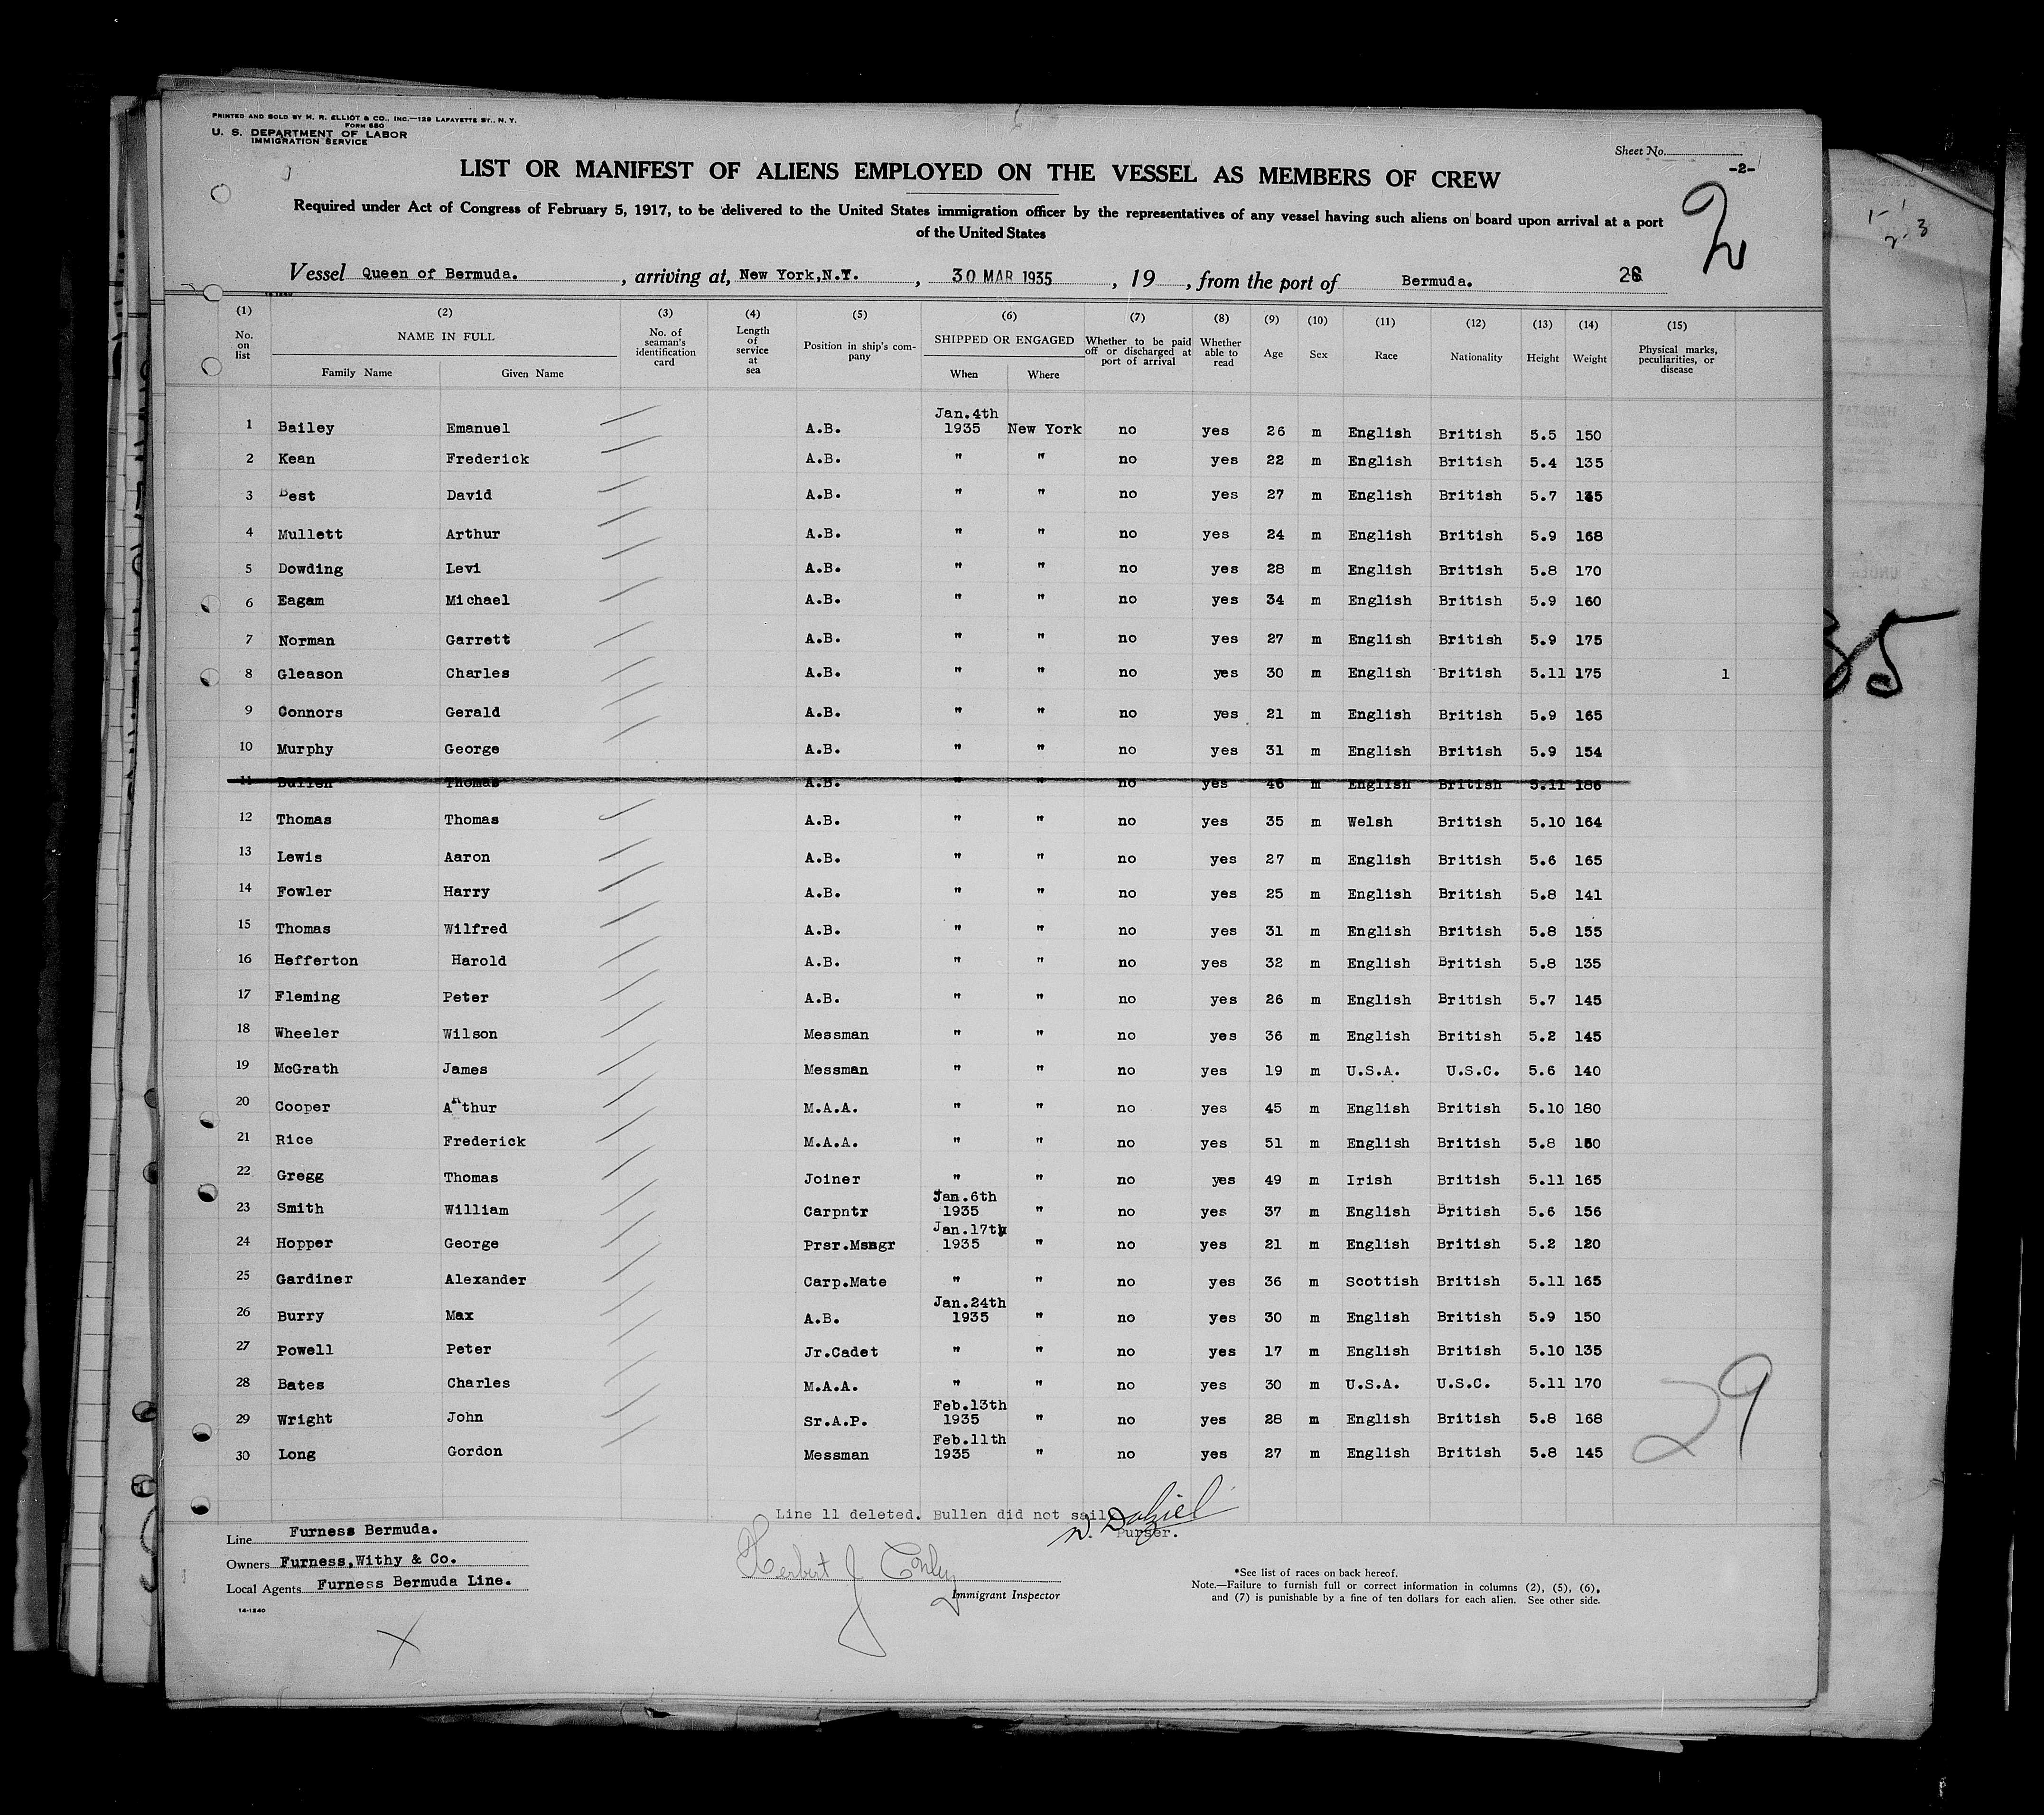 PRINTED AND SOLD BY M. R. ELLIOT & CO., INC.—129 LAFAYETTE ST., N. Y.
FORM 680
U. S. DEPARTMENT OF LABOR
IMMIGRATION SERVICE
Sheet No.
-2-
2
LIST OR MANIFEST OF ALIENS EMPLOYED ON THE VESSEL AS MEMBERS OF CREW
Required under Act of Congress of February 5, 1917, to be delivered to the United States immigration officer by the representatives of any vessel having such aliens on board upon arrival at a port
of the United States
Vessel Queen of Bermuda. , arriving at, New York,N.Y. , 30 MAR 1935 , 19 , from the port of Bermuda.
(1) (2) (3) (4) (5) (6) (7) (8) (9) (10) (11) (12) (13) (14) (15)
No. on list NAME IN FULL Family Name Given Name No. of seaman's identification card Length of service at sea Position in ship's company SHIPPED OR ENGAGED When Where Whether to be paid off or discharged at port of arrival Whether able to read Age Sex Race Nationality Height Weight Physical marks, peculiarities, or disease
1 Bailey Emanuel A.B. Jan.4th 1935 New York no yes 26 m English British 5.5 150
2 Kean Frederick A.B. " " no yes 22 m English British 5.4 135
3 Best David A.B. " " no yes 27 m English British 5.7
4 Mullett Arthur A.B. " " no yes 24 m English British 5.9 168
5 Dowding Levi A.B. " " no yes 28 m English British 5.8 170
6 Eagam Michael A.B. " " no yes 34 m English British 5.9 160
7 Norman Garrett A.B. " " no yes 27 m English British 5.9 175
8 Gleason Charles A.B. " " no yes 30 m English British 5.11 175 1
9 Connors Gerald A.B. " " no yes 21 m English British 5.9 165
10 Murphy George A.B. " " no yes 31 m English British 5.9 154
11 Bullen Thomas A.B. " " no yes 46 m English British 5.11 186
12 Thomas Thomas A.B. " " no yes 35 m Welsh British 5.10 164
13 Lewis Aaron A.B. " " no yes 27 m English British 5.6 165
14 Fowler Harry A.B. " " no yes 25 m English British 5.8 141
15 Thomas Wilfred A.B. " " no yes 31 m English British 5.8 155
16 Hefferton Harold A.B. " " no yes 32 m English British 5.8 135
17 Fleming Peter A.B. " " no yes 26 m English British 5.7 145
18 Wheeler Wilson Messman " " no yes 36 m English British 5.2 145
19 McGrath James Messman " " no yes 19 m U.S.A. U.S.C. 5.6 140
20 Cooper Arthur M.A.A. " " no yes 45 m English British 5.10 180
21 Rice Frederick M.A.A. " " no yes 51 m English British 5.8
22 Gregg Thomas Joiner " " no yes 49 m Irish British 5.11 165
23 Smith William Carpntr Jan.6th 1935 " no yes 37 m English British 5.6 156
24 Hopper George Prsr.Msngr Jan.17th 1935 " no yes 21 m English British 5.2 120
25 Gardiner Alexander Carp.Mate " " no yes 36 m Scottish British 5.11 165
26 Burry Max A.B. Jan.24th 1935 " no yes 30 m English British 5.9 150
27 Powell Peter Jr.Cadet " " no yes 17 m English British 5.10 135
28 Bates Charles M.A.A. " " no yes 30 m U.S.A. U.S.C. 5.11 170
29 Wright John Sr.A.P. Feb.13th 1935 " no yes 28 m English British 5.8 168
30 Long Gordon Messman Feb.11th 1935 " no yes 27 m English British 5.8 145
29
35
Line 11 deleted. Bullen did not sail
Purser.
Line Furness Bermuda.
Owners Furness,Withy & Co.
Local Agents Furness Bermuda Line.
14-1240
Herbert J
Immigrant Inspector
*See list of races on back hereof.
Note.—Failure to furnish full or correct information in columns (2), (5), (6), and (7) is punishable by a fine of ten dollars for each alien. See other side.